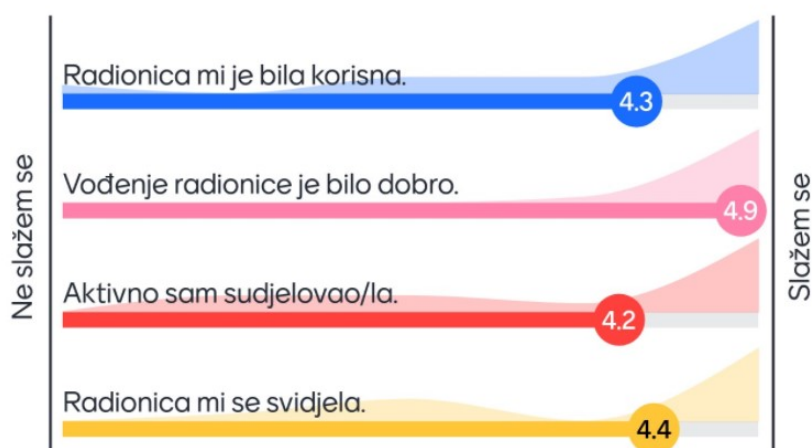 Ne slažem se
Radionica mi je bila korisna.
4.3
Vođenje radionice je bilo dobro.
4.9
Aktivno sam sudjelovao/la.
4.2
Radionica mi se svidjela.
4.4
Slažem se